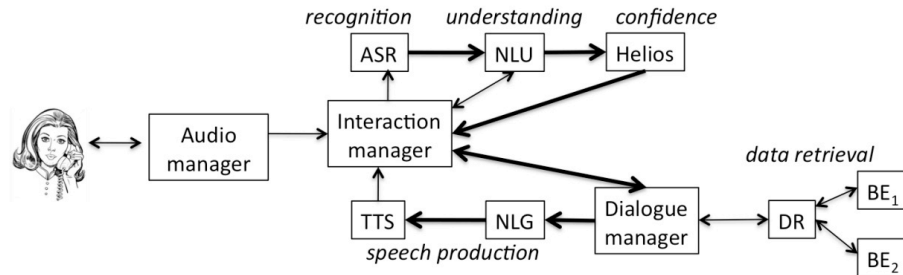 recognition understanding confidence
ASR NLU Helios
Audio manager
Interaction manager
data retrieval
BE₁
TTS NLG Dialogue manager DR
speech production
BE₂